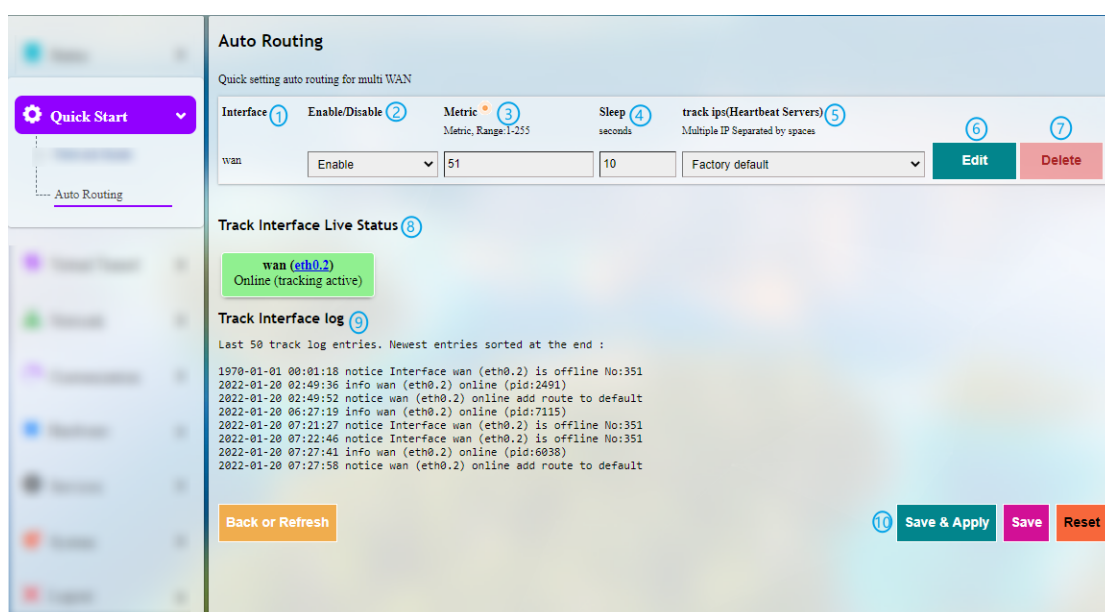 Auto Routing
Quick setting auto routing for multi WAN
Quick Start
Auto Routing
Interface 1 Enable/Disable 2 Metric 3 Sleep 4 track ips(Heartbeat Servers) 5
Metric, Range:1-255 seconds Multiple IP Separated by spaces 6 7
wan Enable 51 10 Factory default Edit Delete
Track Interface Live Status 8
wan (eth0.2)
Online (tracking active)
Track Interface log 9
Last 50 track log entries. Newest entries sorted at the end :
1970-01-01 00:01:18 notice Interface wan (eth0.2) is offline No:351
2022-01-20 02:49:36 info wan (eth0.2) online (pid:2491)
2022-01-20 02:49:52 notice wan (eth0.2) online add route to default
2022-01-20 06:27:19 info wan (eth0.2) online (pid:7115)
2022-01-20 07:21:27 notice Interface wan (eth0.2) is offline No:351
2022-01-20 07:22:46 notice Interface wan (eth0.2) is offline No:351
2022-01-20 07:27:41 info wan (eth0.2) online (pid:6038)
2022-01-20 07:27:58 notice wan (eth0.2) online add route to default
Back or Refresh 10 Save & Apply Save Reset